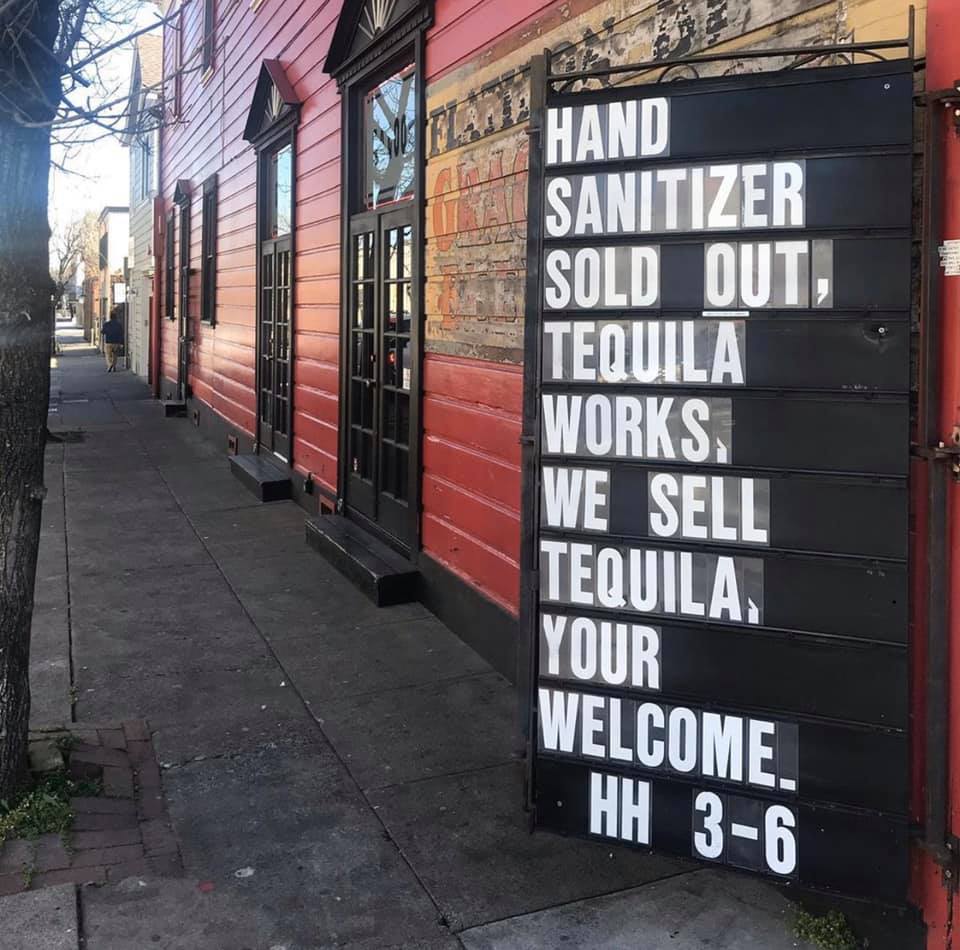 HAND
SANITIZER
SOLD OUT,
TEQUILA
WORKS,
WE SELL
TEQUILA,
YOUR
WELCOME.
HH 3-6